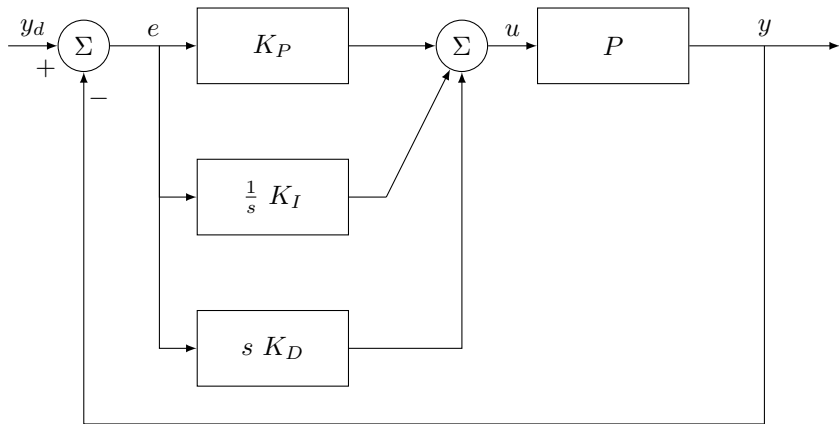 y_d Σ e K_P Σ u P y
+
−
1/s K_I
s K_D